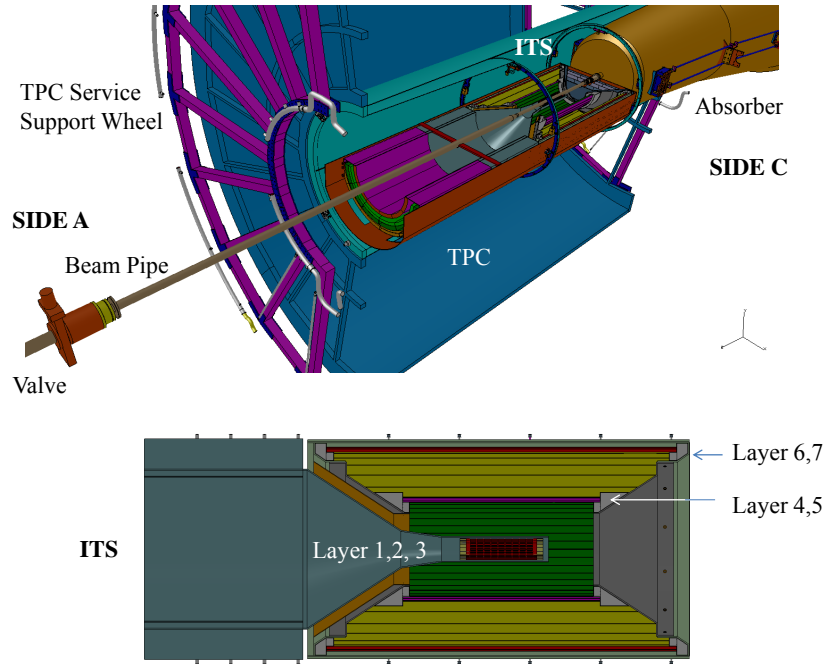 ITS
TPC Service
Support Wheel
Absorber
SIDE C
SIDE A
Beam Pipe
TPC
Valve
Layer 6,7
Layer 4,5
ITS
Layer 1,2, 3